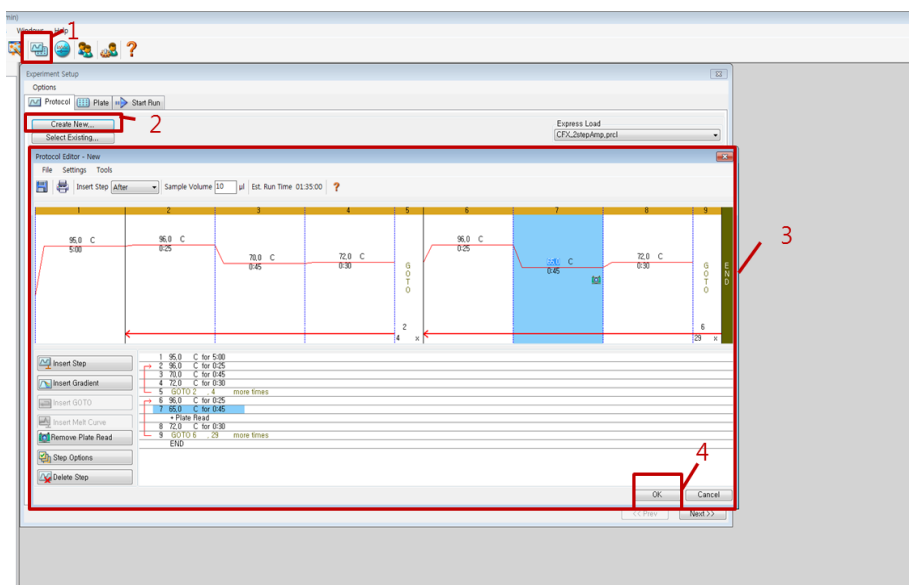 min)
Windows Help
1
?
Experiment Setup
Options
Protocol Plate Start Run
Create New...
2
Express Load
Select Existing...
CFX_2stepAmp.prcl
Protocol Editor - New
File Settings Tools
Insert Step After Sample Volume 10 µl Est. Run Time 01:35:00 ?
1 2 3 4 5 6 7 8 9
95,0 C
5:00
96,0 C
0:25
70,0 C
0:45
72,0 C
0:30
GOTO
2
4 x
96,0 C
0:25
65,0 C
0:45
72,0 C
0:30
GOTO
6
29 x
END
3
Insert Step
Insert Gradient
Insert GOTO
Insert Melt Curve
Remove Plate Read
Step Options
Delete Step
1 95,0 C for 5:00
2 96,0 C for 0:25
3 70,0 C for 0:45
4 72,0 C for 0:30
5 GOTO 2 , 4 more times
6 96,0 C for 0:25
7 65,0 C for 0:45
+ Plate Read
8 72,0 C for 0:30
9 GOTO 6 , 29 more times
END
4
OK Cancel
<< Prev Next >>